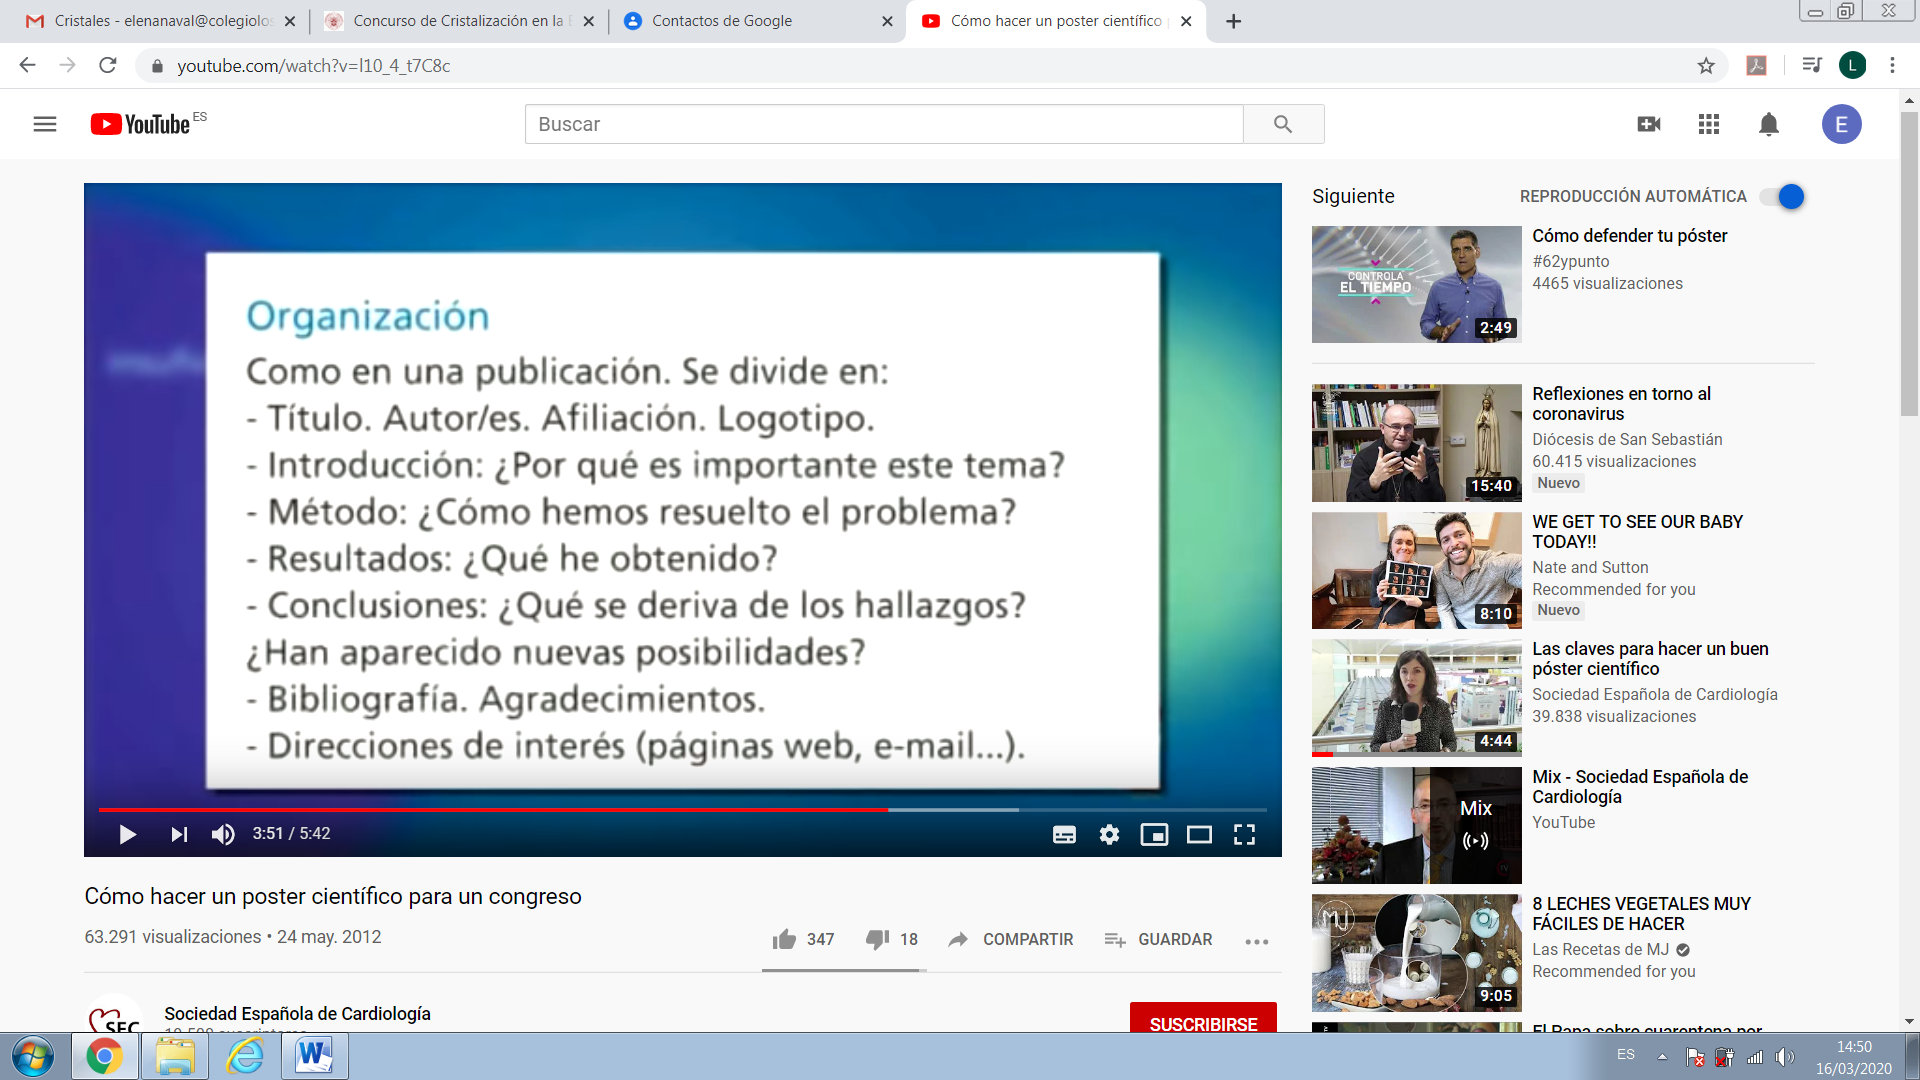 Cristales - elenanaval@colegiolos
Concurso de Cristalización en la E
Contactos de Google
Cómo hacer un poster científico p
youtube.com/watch?v=l10_4_t7C8c
L
YouTube ES
Buscar
E
Organización
Como en una publicación. Se divide en:
- Título. Autor/es. Afiliación. Logotipo.
- Introducción: ¿Por qué es importante este tema?
- Método: ¿Cómo hemos resuelto el problema?
- Resultados: ¿Qué he obtenido?
- Conclusiones: ¿Qué se deriva de los hallazgos?
¿Han aparecido nuevas posibilidades?
- Bibliografía. Agradecimientos.
- Direcciones de interés (páginas web, e-mail...).
3:51 / 5:42
Cómo hacer un poster científico para un congreso
63.291 visualizaciones • 24 may. 2012
347
18
COMPARTIR
GUARDAR
SEC
Sociedad Española de Cardiología
SUSCRIBIRSE
Siguiente
REPRODUCCIÓN AUTOMÁTICA
CONTROLA
EL TIEMPO
2:49
Cómo defender tu póster
#62ypunto
4465 visualizaciones
15:40
Reflexiones en torno al
coronavirus
Diócesis de San Sebastián
60.415 visualizaciones
Nuevo
8:10
WE GET TO SEE OUR BABY
TODAY!!
Nate and Sutton
Recommended for you
Nuevo
4:44
Las claves para hacer un buen
póster científico
Sociedad Española de Cardiología
39.838 visualizaciones
Mix
Mix - Sociedad Española de
Cardiología
YouTube
MJ
9:05
8 LECHES VEGETALES MUY
FÁCILES DE HACER
Las Recetas de MJ
Recommended for you
El Papa sobre cuarentena por
ES
14:50
16/03/2020